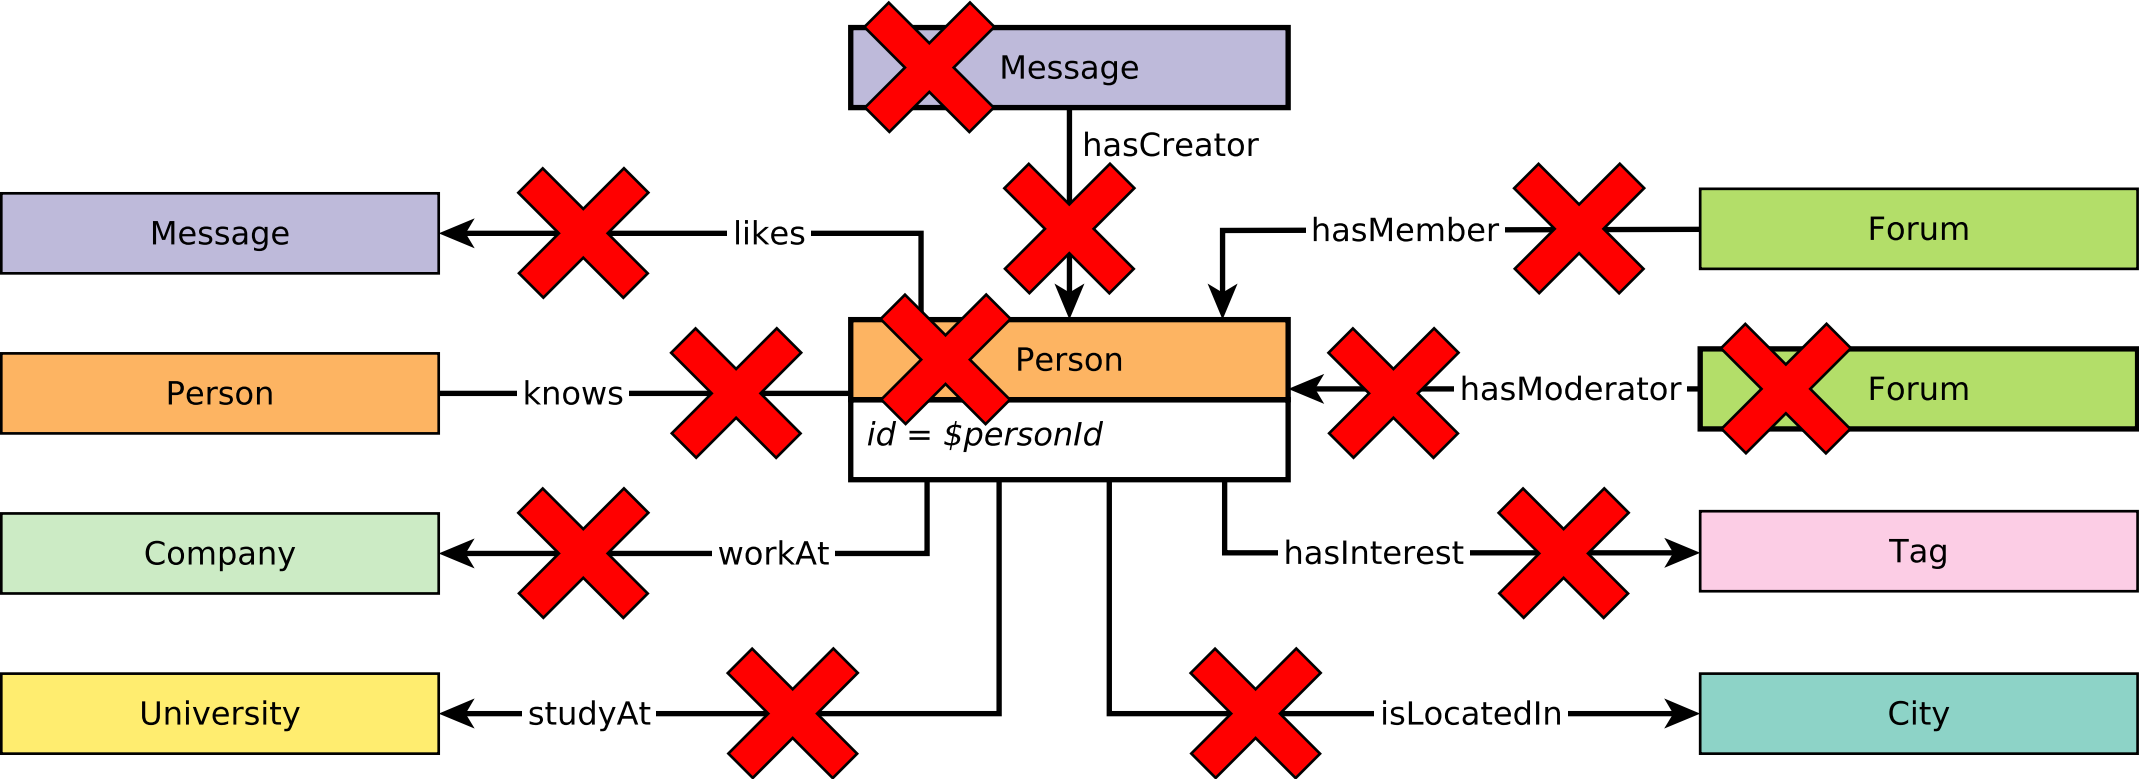 Message
hasCreator
Message
likes
hasMember
Forum
Person
knows
Person
id = $personId
hasModerator
Forum
Company
workAt
hasInterest
Tag
University
studyAt
isLocatedIn
City